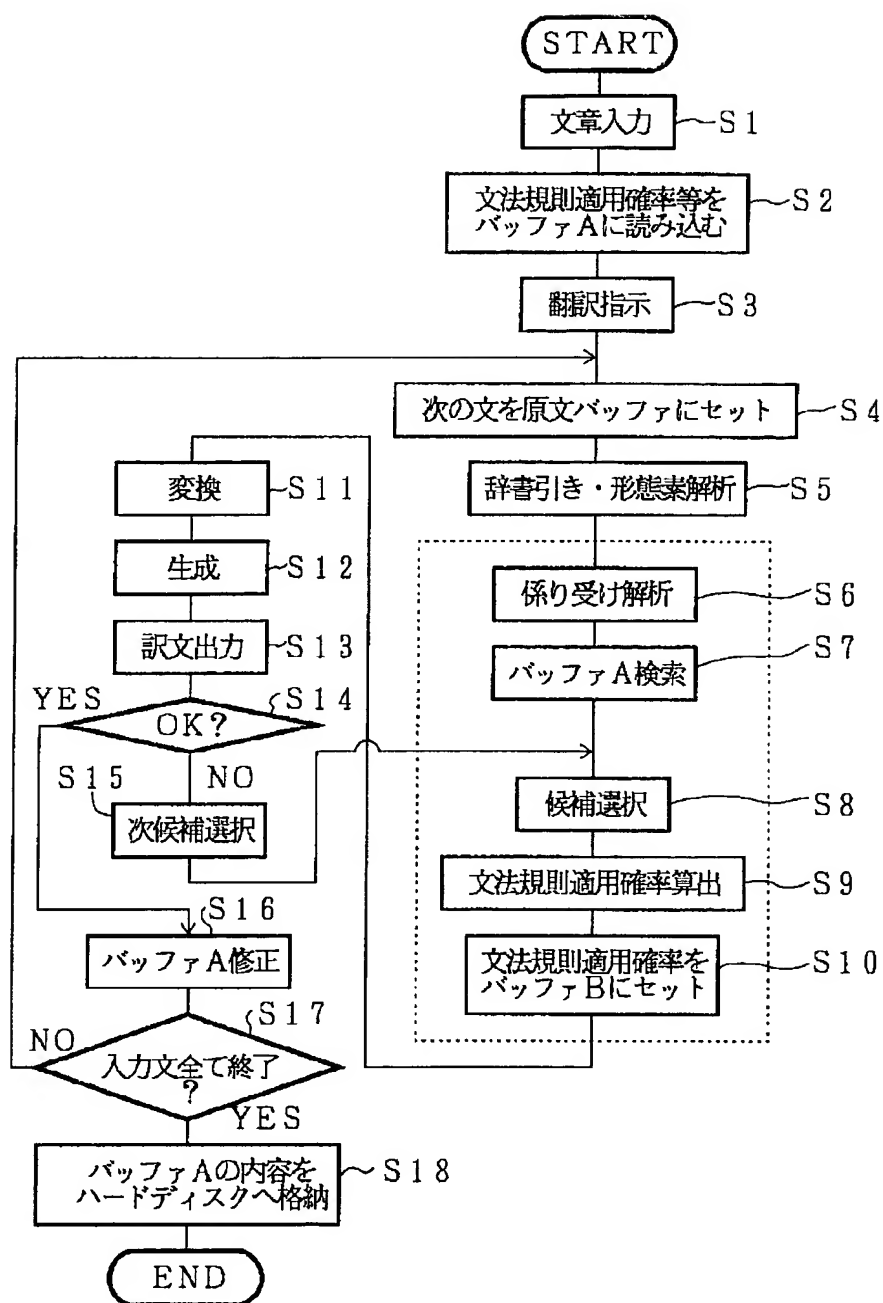 START
文章入力
S1
文法規則適用確率等を
バッファAに読み込む
S2
翻訳指示
S3
次の文を原文バッファにセット
S4
辞書引き・形態素解析
S5
係り受け解析
S6
バッファA検索
S7
候補選択
S8
文法規則適用確率算出
S9
文法規則適用確率を
バッファBにセット
S10
変換
S11
生成
S12
訳文出力
S13
YES
OK?
S14
NO
S15
次候補選択
S16
バッファA修正
S17
NO
入力文全て終了
?
YES
バッファAの内容を
ハードディスクへ格納
S18
END